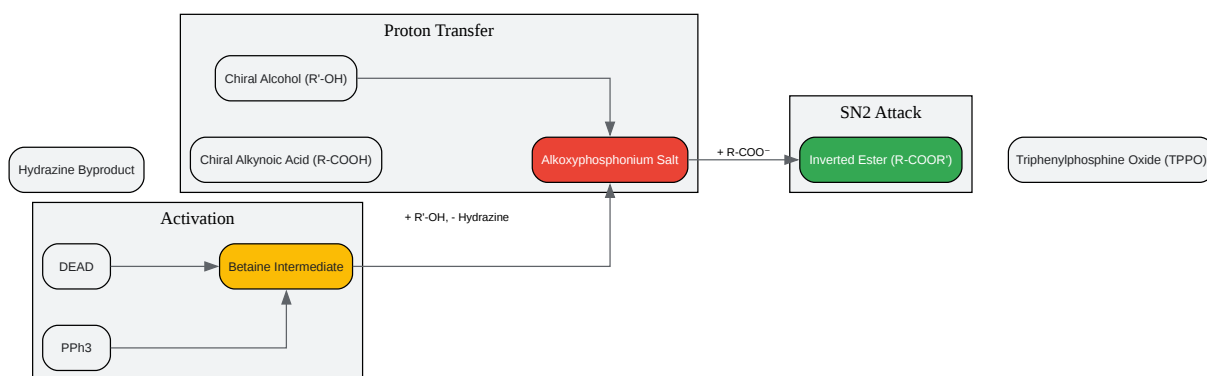 Proton Transfer
Chiral Alcohol (R'-OH)
Chiral Alkynoic Acid (R-COOH)
Alkoxyphosphonium Salt
+ R-COO⁻
SN2 Attack
Inverted Ester (R-COOR')
Triphenylphosphine Oxide (TPPO)
Hydrazine Byproduct
Activation
+ R'-OH, - Hydrazine
DEAD
Betaine Intermediate
PPh3